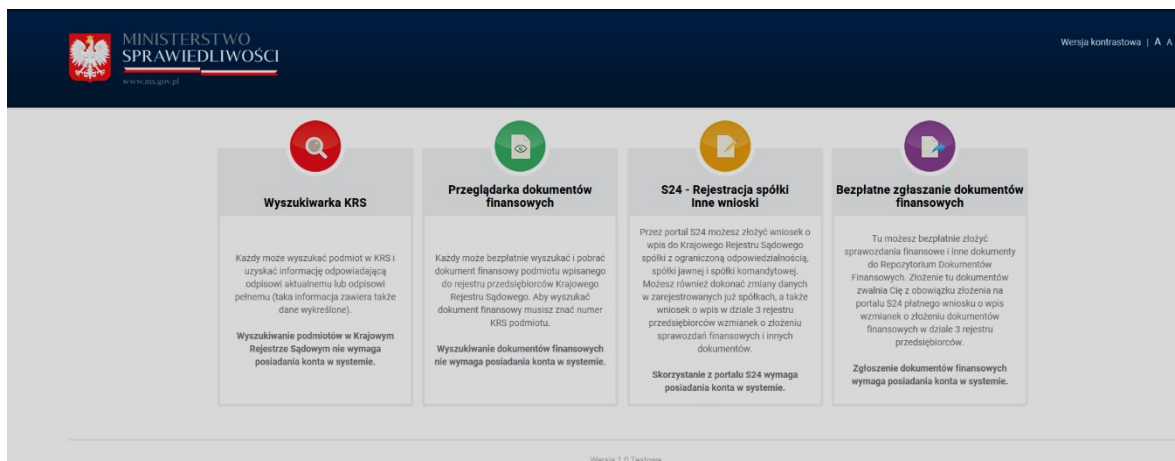 MINISTERSTWO
SPRAWIEDLIWOŚCI
www.ms.gov.pl
Wersja kontrastowa | A A
Wyszukiwarka KRS
Każdy może wyszukać podmiot w KRS i
uzyskać informację odpowiadającą
odpisowi aktualnemu lub odpisowi
pełnemu (taka informacja zawiera także
dane wykreślone).
Wyszukiwanie podmiotów w Krajowym
Rejestrze Sądowym nie wymaga
posiadania konta w systemie.
Przeglądarka dokumentów
finansowych
Każdy może bezpłatnie wyszukać i pobrać
dokument finansowy podmiotu wpisanego
do rejestru przedsiębiorców Krajowego
Rejestru Sądowego. Aby wyszukać
dokument finansowy musisz znać numer
KRS podmiotu.
Wyszukiwanie dokumentów finansowych
nie wymaga posiadania konta w systemie.
S24 - Rejestracja spółki
Inne wnioski
Przez portal S24 możesz złożyć wniosek o
wpis do Krajowego Rejestru Sądowego
spółki z ograniczoną odpowiedzialnością,
spółki jawnej i spółki komandytowej.
Możesz również dokonać zmiany danych
w zarejestrowanych już spółkach, a także
wniosek o wpis w dziale 3 rejestru
przedsiębiorców wzmianek o złożeniu
sprawozdań finansowych i innych
dokumentów.
Skorzystanie z portalu S24 wymaga
posiadania konta w systemie.
Bezpłatne zgłaszanie dokumentów
finansowych
Tu możesz bezpłatnie złożyć
sprawozdania finansowe i inne dokumenty
do Repozytorium Dokumentów
Finansowych. Złożenie tu dokumentów
zwalnia Cię z obowiązku złożenia na
portalu S24 płatnego wniosku o wpis
wzmianek o złożeniu dokumentów
finansowych w dziale 3 rejestru
przedsiębiorców.
Zgłoszenie dokumentów finansowych
wymaga posiadania konta w systemie.
Wersja 1.0 Testowe